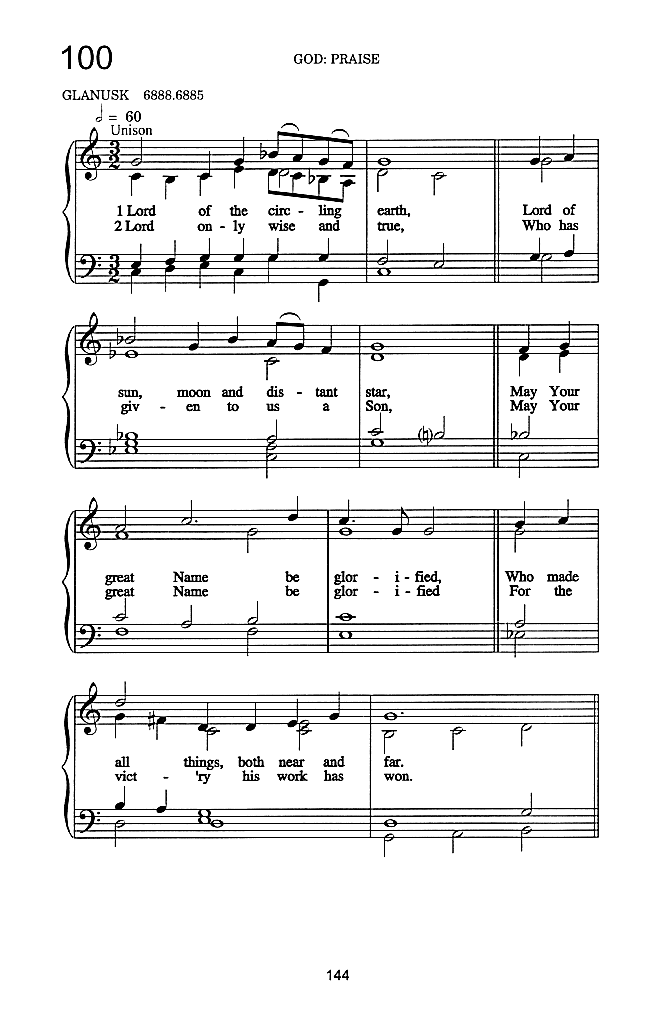 100
GOD: PRAISE
GLANUSK 6888.6885
= 60
Unison
1 Lord of the circ - ling earth, Lord of
2 Lord on - ly wise and true, Who has
sun, moon and dis - tant star, May Your
giv - en to us a Son, May Your
great Name be glor - i - fied, Who made
great Name be glor - i - fied For the
all things, both near and far.
vict - 'ry his work has won.
144